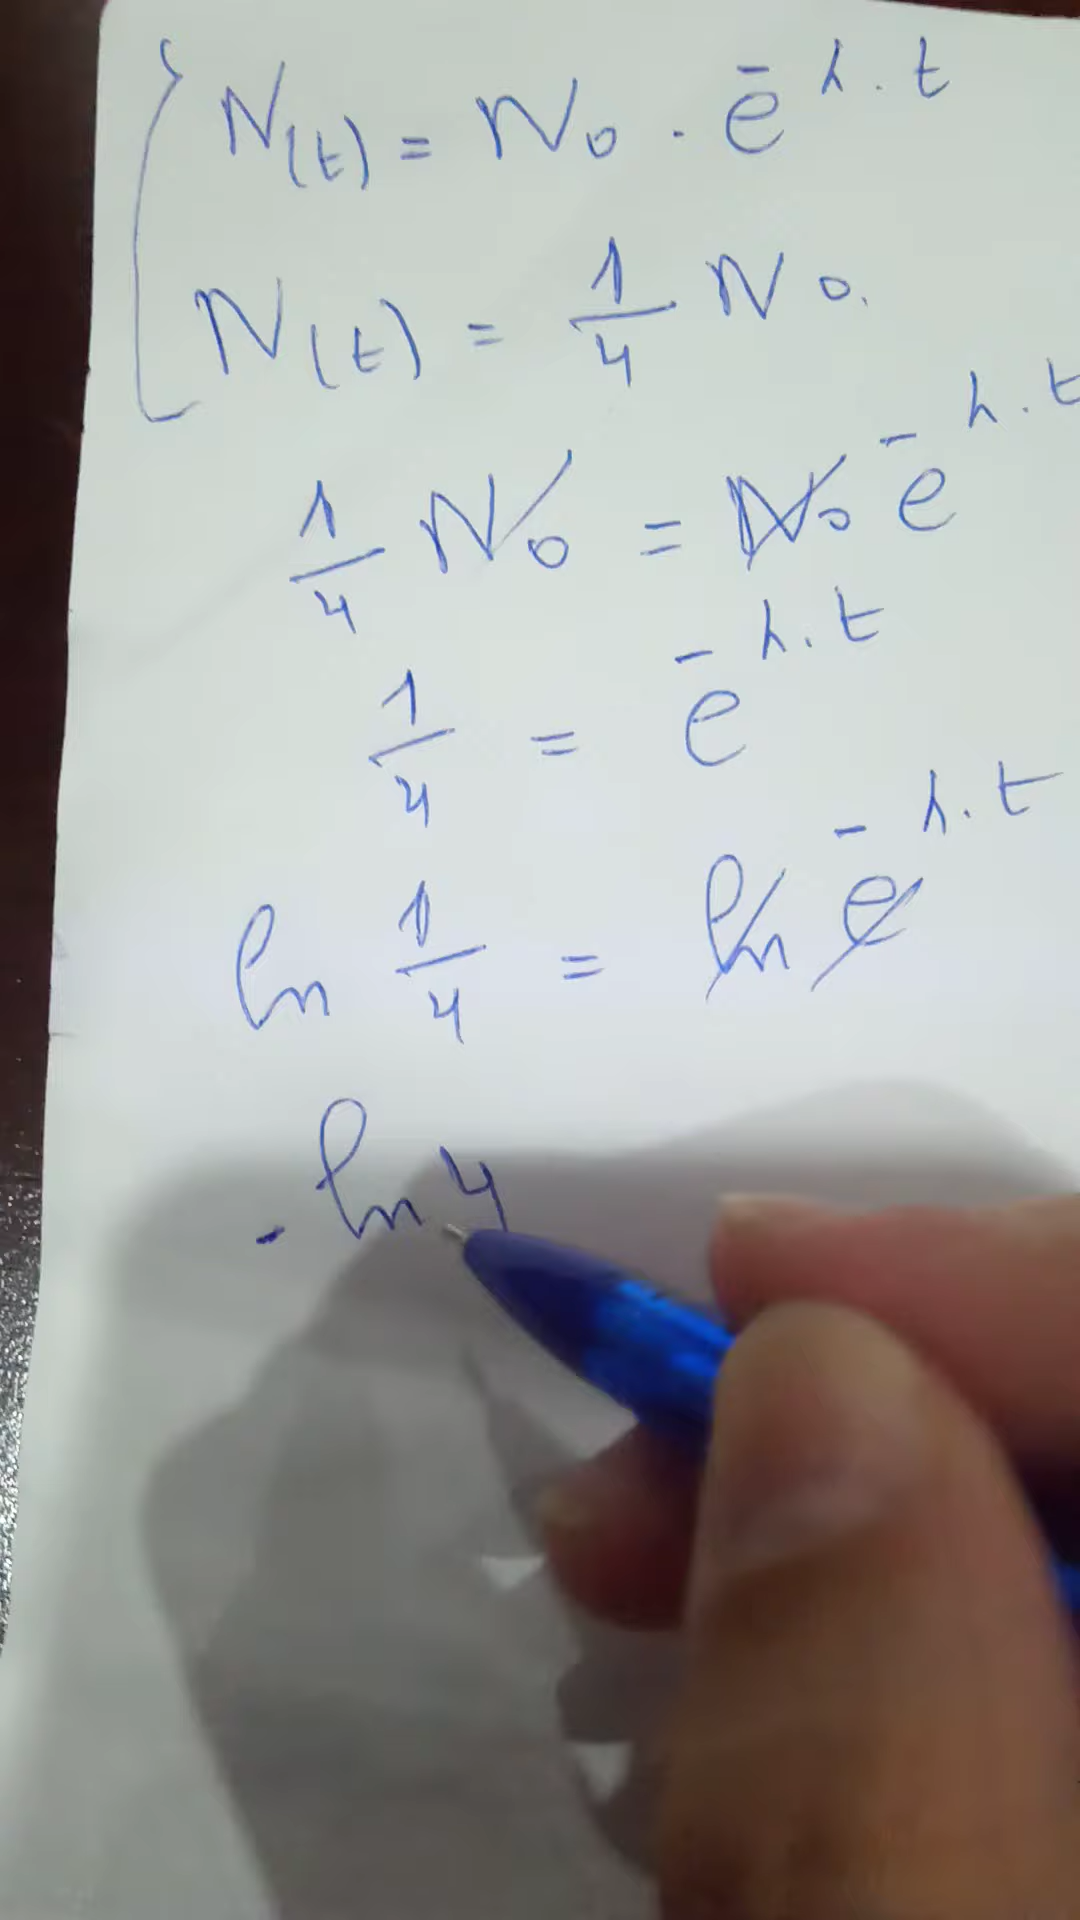 N(t) = N₀ . e^-λ.t
N(t) = 1/4 N₀.
1/4 N₀ = N₀ e^-λ.t
1/4 = e^-λ.t
ln 1/4 = ln e^-λ.t
- ln 4